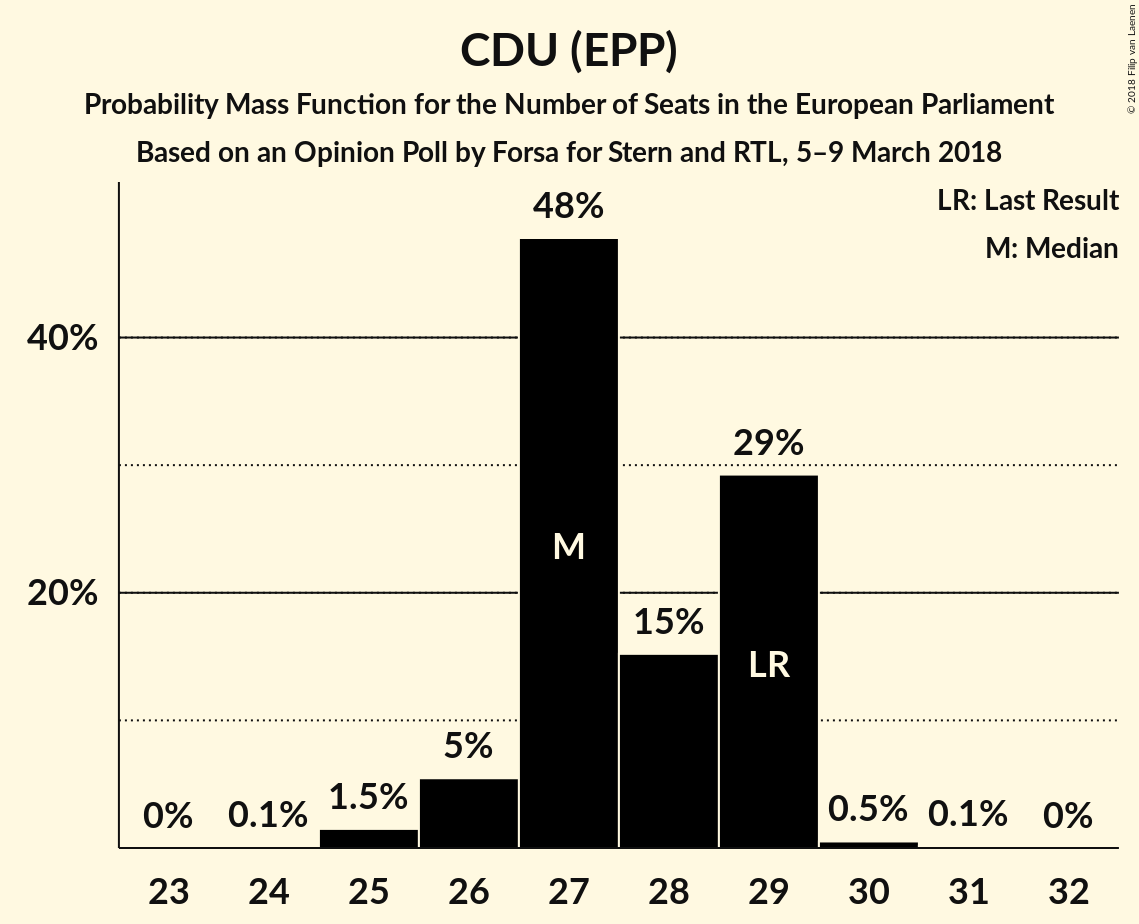 CDU (EPP)
Probability Mass Function for the Number of Seats in the European Parliament
Based on an Opinion Poll by Forsa for Stern and RTL, 5–9 March 2018
© 2018 Filip van Laenen
LR: Last Result
M: Median
40%
20%
0%
0.1%
1.5%
5%
48%
M
15%
29%
LR
0.5%
0.1%
0%
23 24 25 26 27 28 29 30 31 32